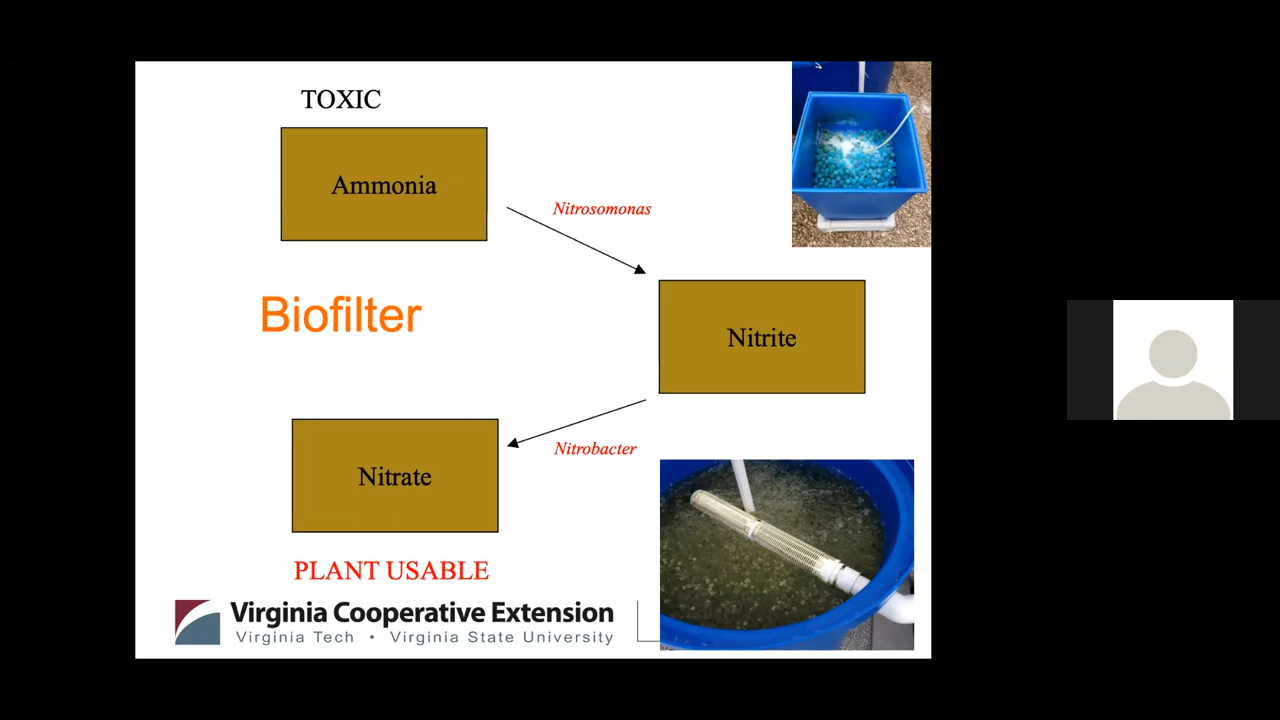 TOXIC
Ammonia
Nitrosomonas
Biofilter
Nitrite
Nitrobacter
Nitrate
PLANT USABLE
Virginia Cooperative Extension
Virginia Tech • Virginia State University